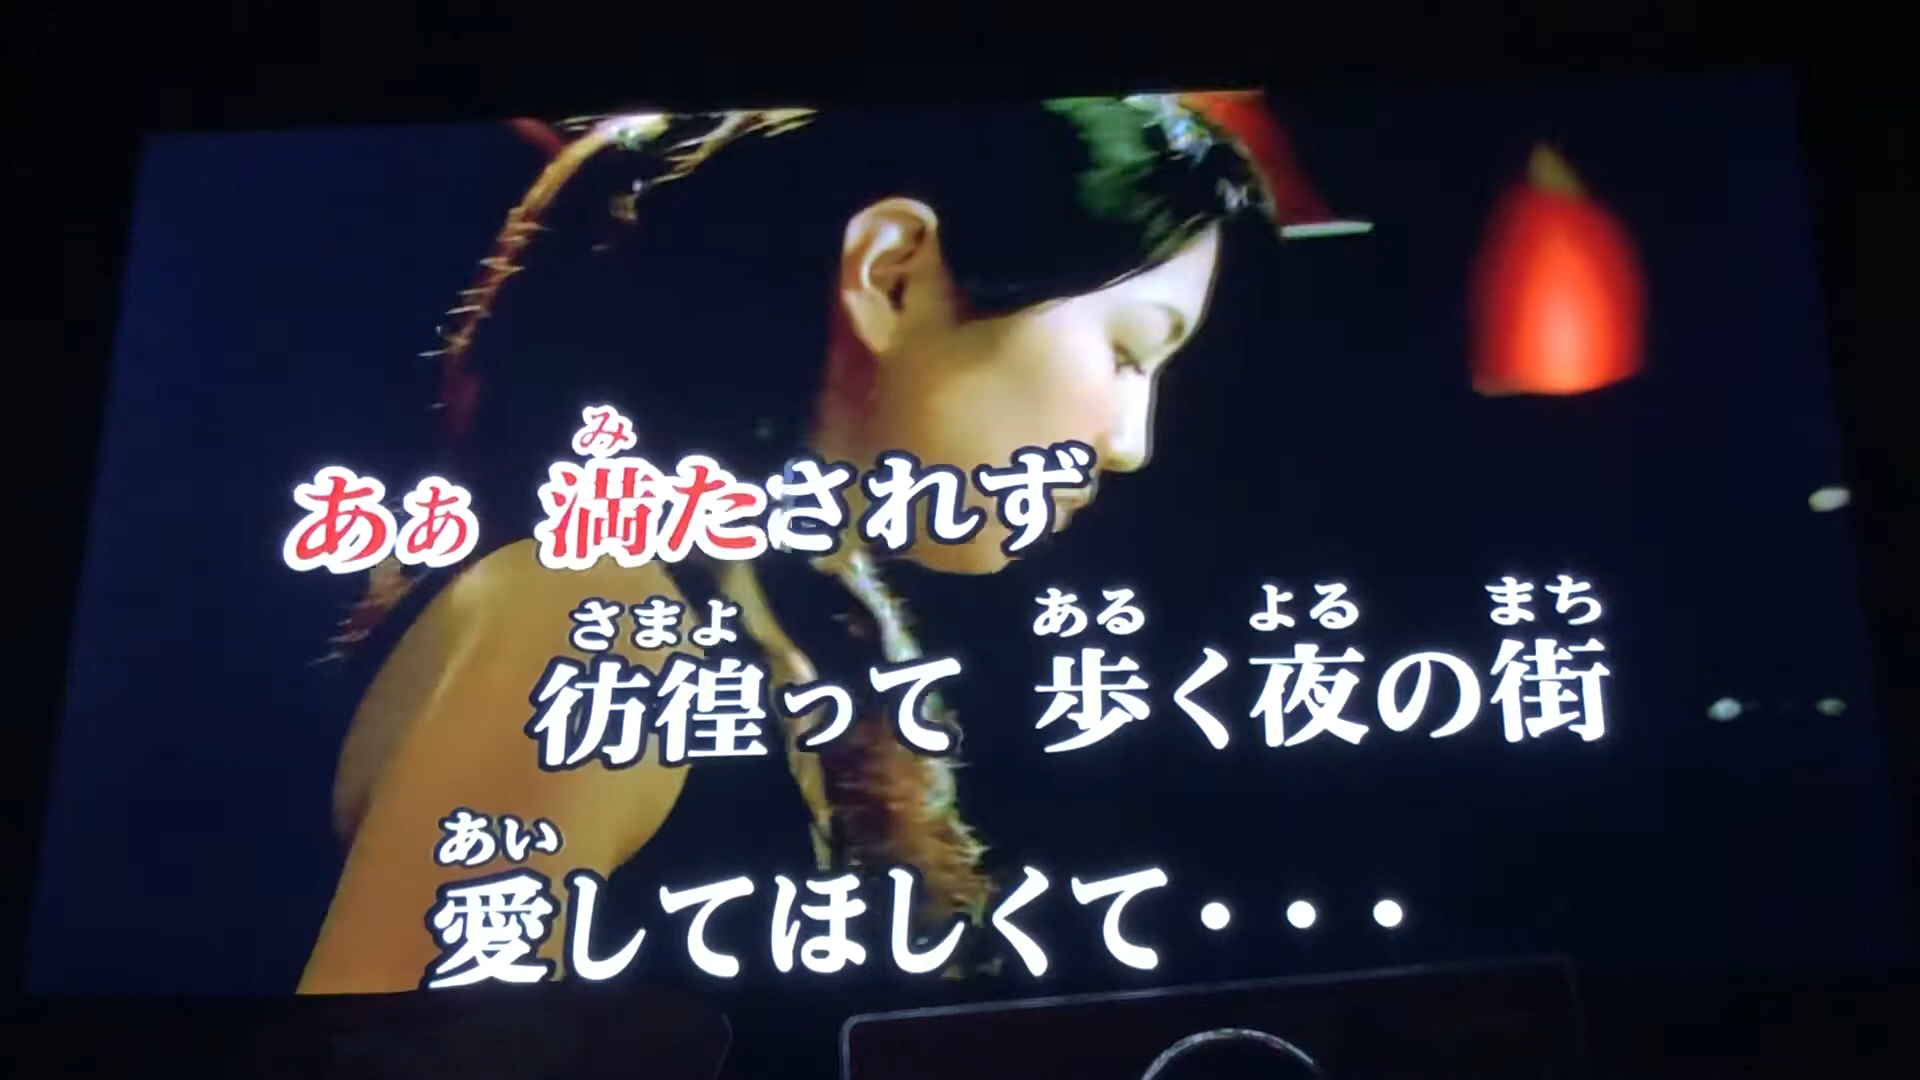 み
あぁ 満たされず
さまよ ある よる まち
彷徨って 歩く夜の街
あい
愛してほしくて・・・